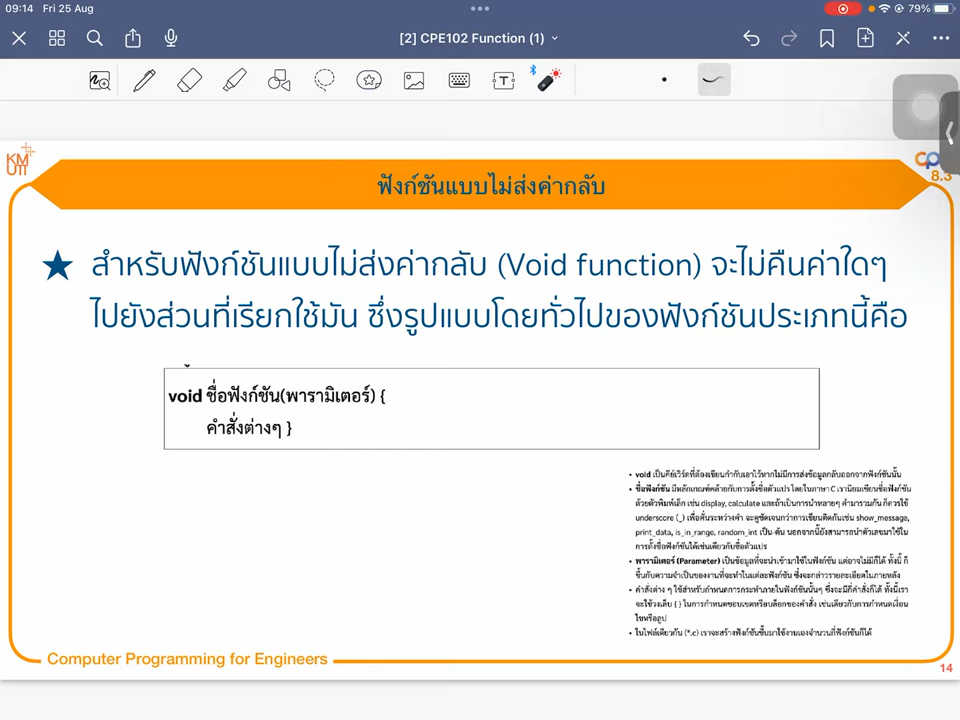 09:14 Fri 25 Aug
79%
[2] CPE102 Function (1)
T
KM
UTT
cp
8.3
ฟังก์ชันแบบไม่ส่งค่ากลับ
★ สำหรับฟังก์ชันแบบไม่ส่งค่ากลับ (Void function) จะไม่คืนค่าใดๆ
ไปยังส่วนที่เรียกใช้มัน ซึ่งรูปแบบโดยทั่วไปของฟังก์ชันประเภทนี้คือ
void ชื่อฟังก์ชัน(พารามิเตอร์) {
คำสั่งต่างๆ }
• void เป็นคีย์เวิร์ดที่ต้องเขียนกำกับเอาไว้หากไม่มีการส่งข้อมูลกลับออกจากฟังก์ชันนั้น
• ชื่อฟังก์ชัน มีหลักเกณฑ์คล้ายกับการตั้งชื่อตัวแปร โดยในภาษา C เรานิยมเขียนชื่อฟังก์ชัน
ด้วยตัวพิมพ์เล็ก เช่น display, calculate และถ้าเป็นการนำหลายๆ คำมารวมกัน ก็ควรใช้
underscore (_) เพื่อคั่นระหว่างคำ จะดูชัดเจนกว่าการเขียนติดกันเช่น show_message,
print_data, is_in_range, random_int เป็น-ต้น นอกจากนี้ยังสามารถนำตัวเลขมาใช้ใน
การตั้งชื่อฟังก์ชันได้เช่นเดียวกับชื่อตัวแปร
• พารามิเตอร์ (Parameter) เป็นข้อมูลที่จะนำเข้ามาใช้ในฟังก์ชัน แต่อาจไม่มีก็ได้ ทั้งนี้ ก็
ขึ้นกับความจำเป็นของงานที่จะทำในแต่ละฟังก์ชัน ซึ่งจะกล่าวรายละเอียดในภายหลัง
• คำสั่งต่าง ๆ ใช้สำหรับกำหนดการกระทำภายในฟังก์ชันนั้นๆ ซึ่งจะมีกี่คำสั่งก็ได้ ทั้งนี้เรา
จะใช้วงเล็บ { } ในการกำหนดขอบเขตหรือบล็อกของคำสั่ง เช่นเดียวกับการกำหนดเงื่อน
ไขหรือลูป
• ในไฟล์เดียวกัน (*.c) เราจะสร้างฟังก์ชันขึ้นมาใช้งานเองจำนวนกี่ฟังก์ชันก็ได้
Computer Programming for Engineers
14